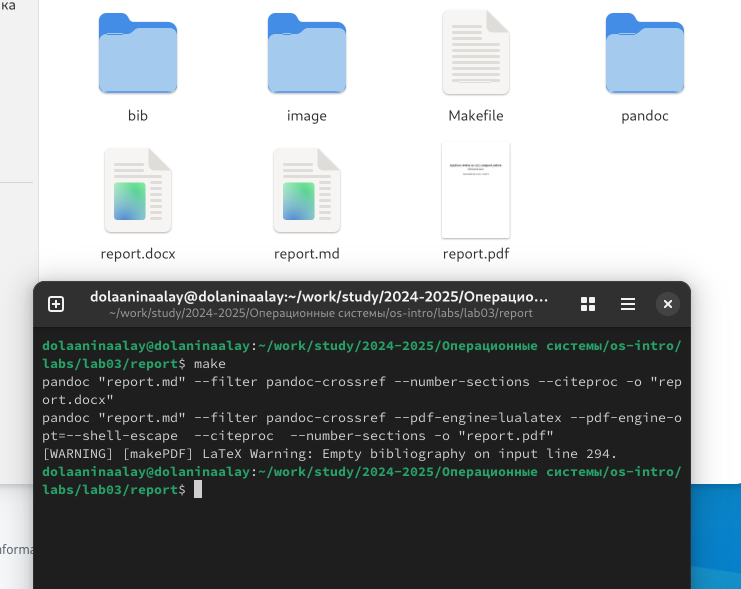 ка
bib
image
Makefile
pandoc
report.docx
report.md
report.pdf
dolaaninaalay@dolaninaalay:~/work/study/2024-2025/Операцио...
~/work/study/2024-2025/Операционные системы/os-intro/labs/lab03/report
dolaaninaalay@dolaninaalay:~/work/study/2024-2025/Операционные системы/os-intro/
labs/lab03/report$ make
pandoc "report.md" --filter pandoc-crossref --number-sections --citeproc -o "rep
ort.docx"
pandoc "report.md" --filter pandoc-crossref --pdf-engine=lualatex --pdf-engine-o
pt=--shell-escape  --citeproc  --number-sections -o "report.pdf"
[WARNING] [makePDF] LaTeX Warning: Empty bibliography on input line 294.
dolaaninaalay@dolaninaalay:~/work/study/2024-2025/Операционные системы/os-intro/
labs/lab03/report$
nforma